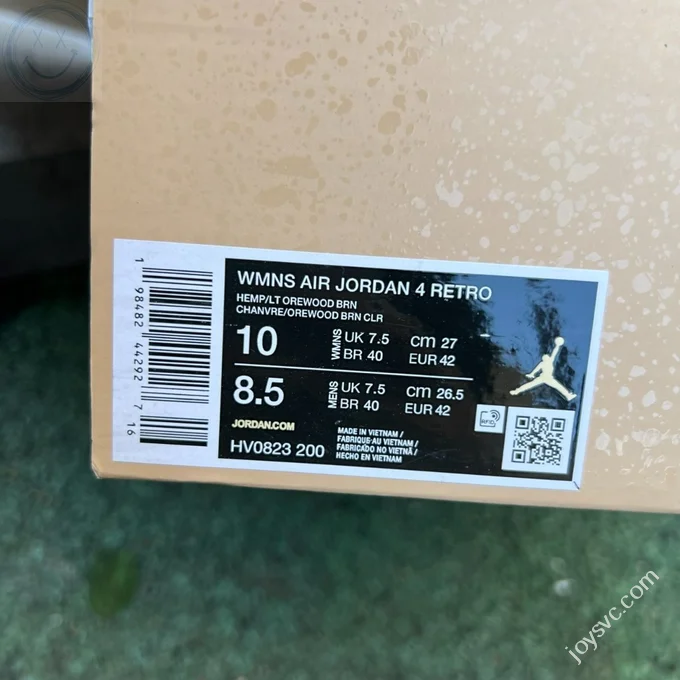 WMNS AIR JORDAN 4 RETRO
HEMP/LT OREWOOD BRN
CHANVRE/OREWOOD BRN CLR
10 WMNS UK 7.5 cm 27
BR 40 EUR 42
8.5 MENS UK 7.5 cm 26.5
BR 40 EUR 42
JORDAN.COM
HV0823 200
MADE IN VIETNAM /
FABRIQUÉ AU VIETNAM /
FABRICADO NO VIETNÃ /
HECHO EN VIETNAM
RFID
1 98482 44292 7 16
joysvc.com